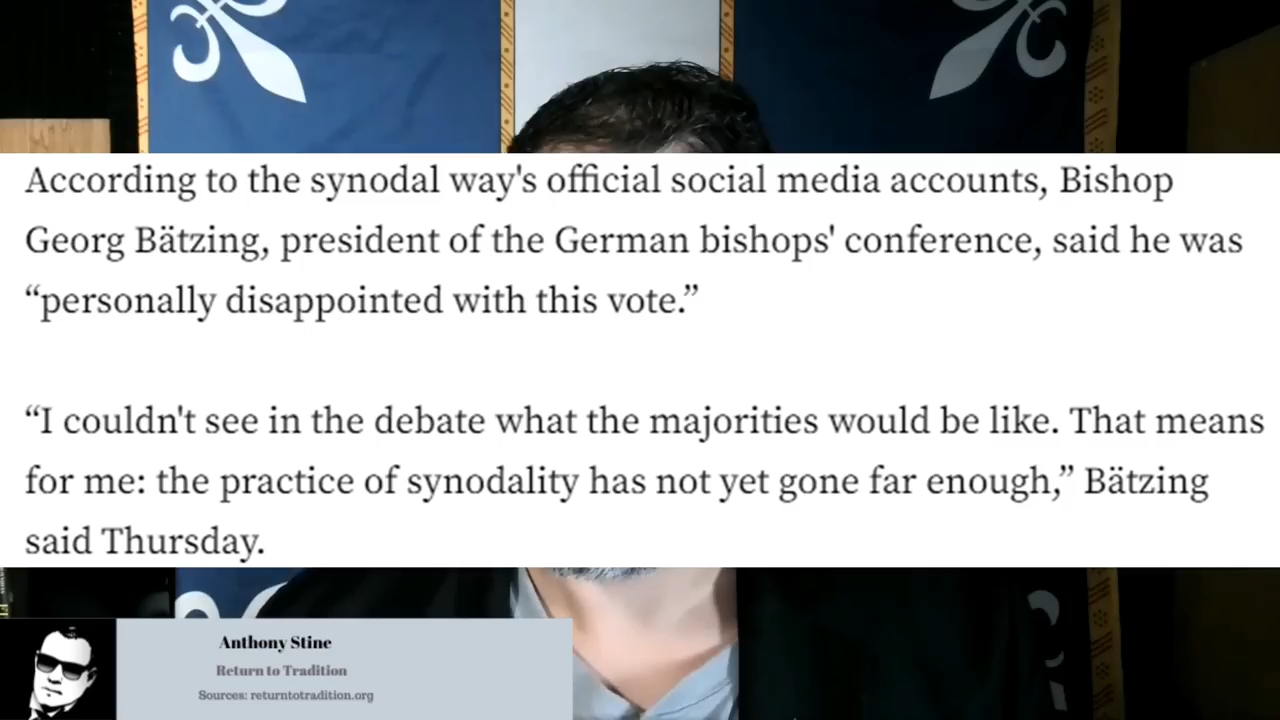 According to the synodal way's official social media accounts, Bishop
Georg Bätzing, president of the German bishops' conference, said he was
“personally disappointed with this vote.”
“I couldn't see in the debate what the majorities would be like. That means
for me: the practice of synodality has not yet gone far enough,” Bätzing
said Thursday.
Anthony Stine
Return to Tradition
Sources: returntotradition.org